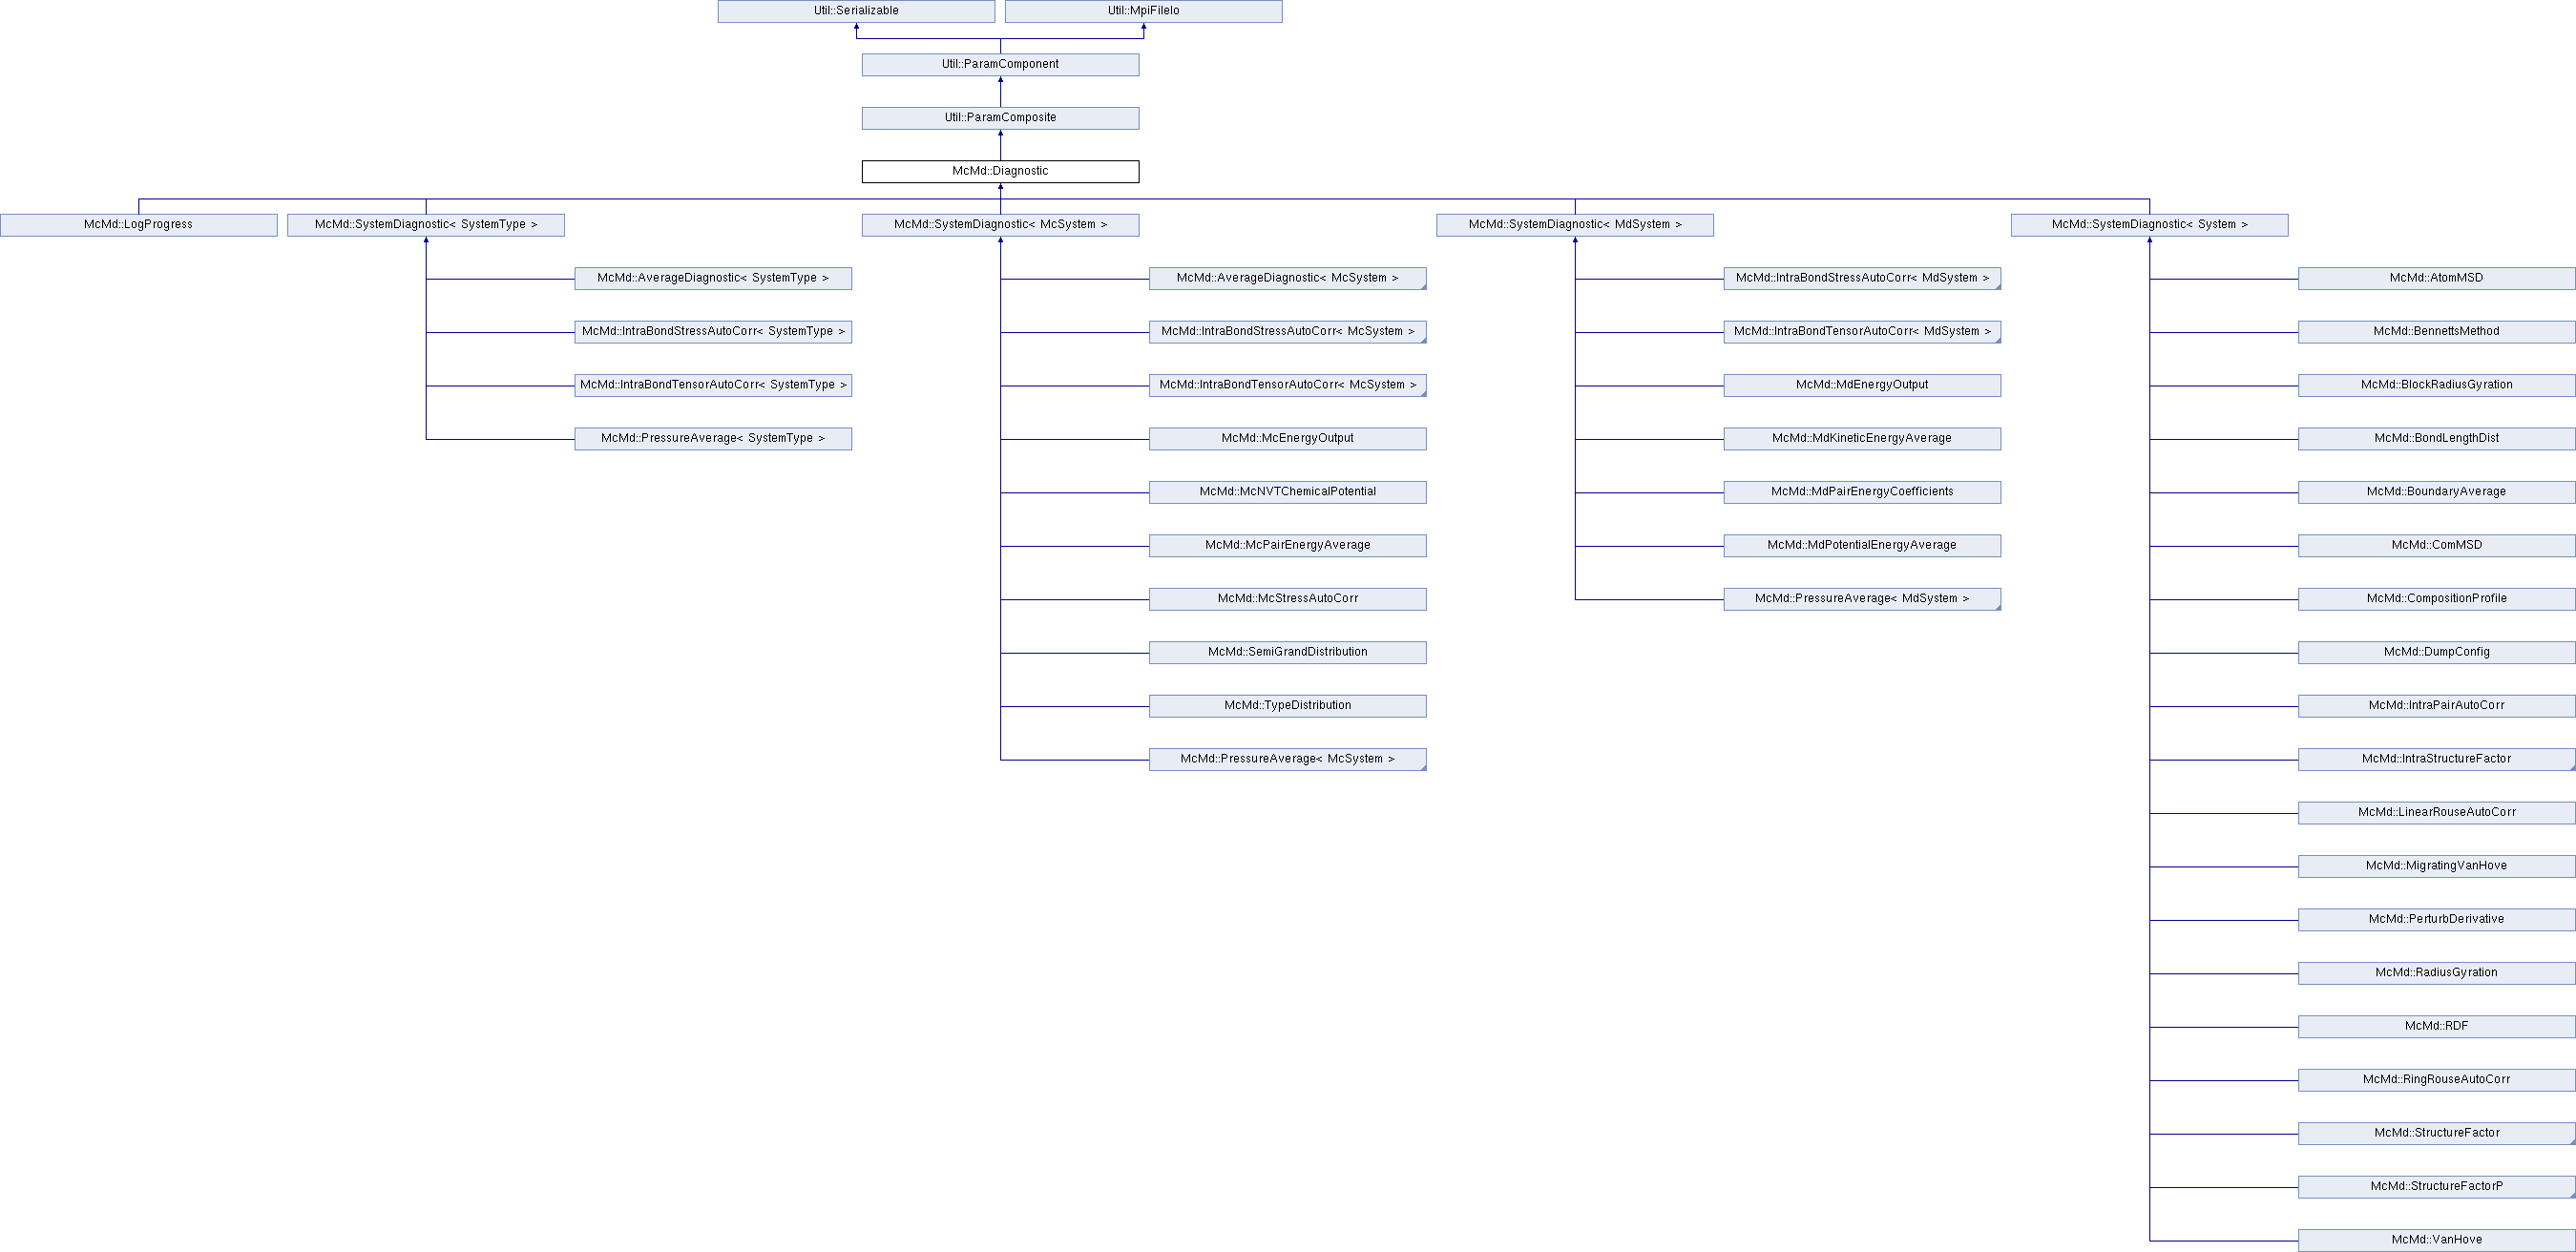 Util::Serializable
Util::MpiFileIo
Util::ParamComponent
Util::ParamComposite
McMd::Diagnostic
McMd::LogProgress
McMd::SystemDiagnostic< SystemType >
McMd::SystemDiagnostic< McSystem >
McMd::SystemDiagnostic< MdSystem >
McMd::SystemDiagnostic< System >
McMd::AverageDiagnostic< SystemType >
McMd::IntraBondStressAutoCorr< SystemType >
McMd::IntraBondTensorAutoCorr< SystemType >
McMd::PressureAverage< SystemType >
McMd::AverageDiagnostic< McSystem >
McMd::IntraBondStressAutoCorr< McSystem >
McMd::IntraBondTensorAutoCorr< McSystem >
McMd::McEnergyOutput
McMd::McNVTChemicalPotential
McMd::McPairEnergyAverage
McMd::McStressAutoCorr
McMd::SemiGrandDistribution
McMd::TypeDistribution
McMd::PressureAverage< McSystem >
McMd::IntraBondStressAutoCorr< MdSystem >
McMd::IntraBondTensorAutoCorr< MdSystem >
McMd::MdEnergyOutput
McMd::MdKineticEnergyAverage
McMd::MdPairEnergyCoefficients
McMd::MdPotentialEnergyAverage
McMd::PressureAverage< MdSystem >
McMd::AtomMSD
McMd::BennettsMethod
McMd::BlockRadiusGyration
McMd::BondLengthDist
McMd::BoundaryAverage
McMd::ComMSD
McMd::CompositionProfile
McMd::DumpConfig
McMd::IntraPairAutoCorr
McMd::IntraStructureFactor
McMd::LinearRouseAutoCorr
McMd::MigratingVanHove
McMd::PerturbDerivative
McMd::RadiusGyration
McMd::RDF
McMd::RingRouseAutoCorr
McMd::StructureFactor
McMd::StructureFactorP
McMd::VanHove